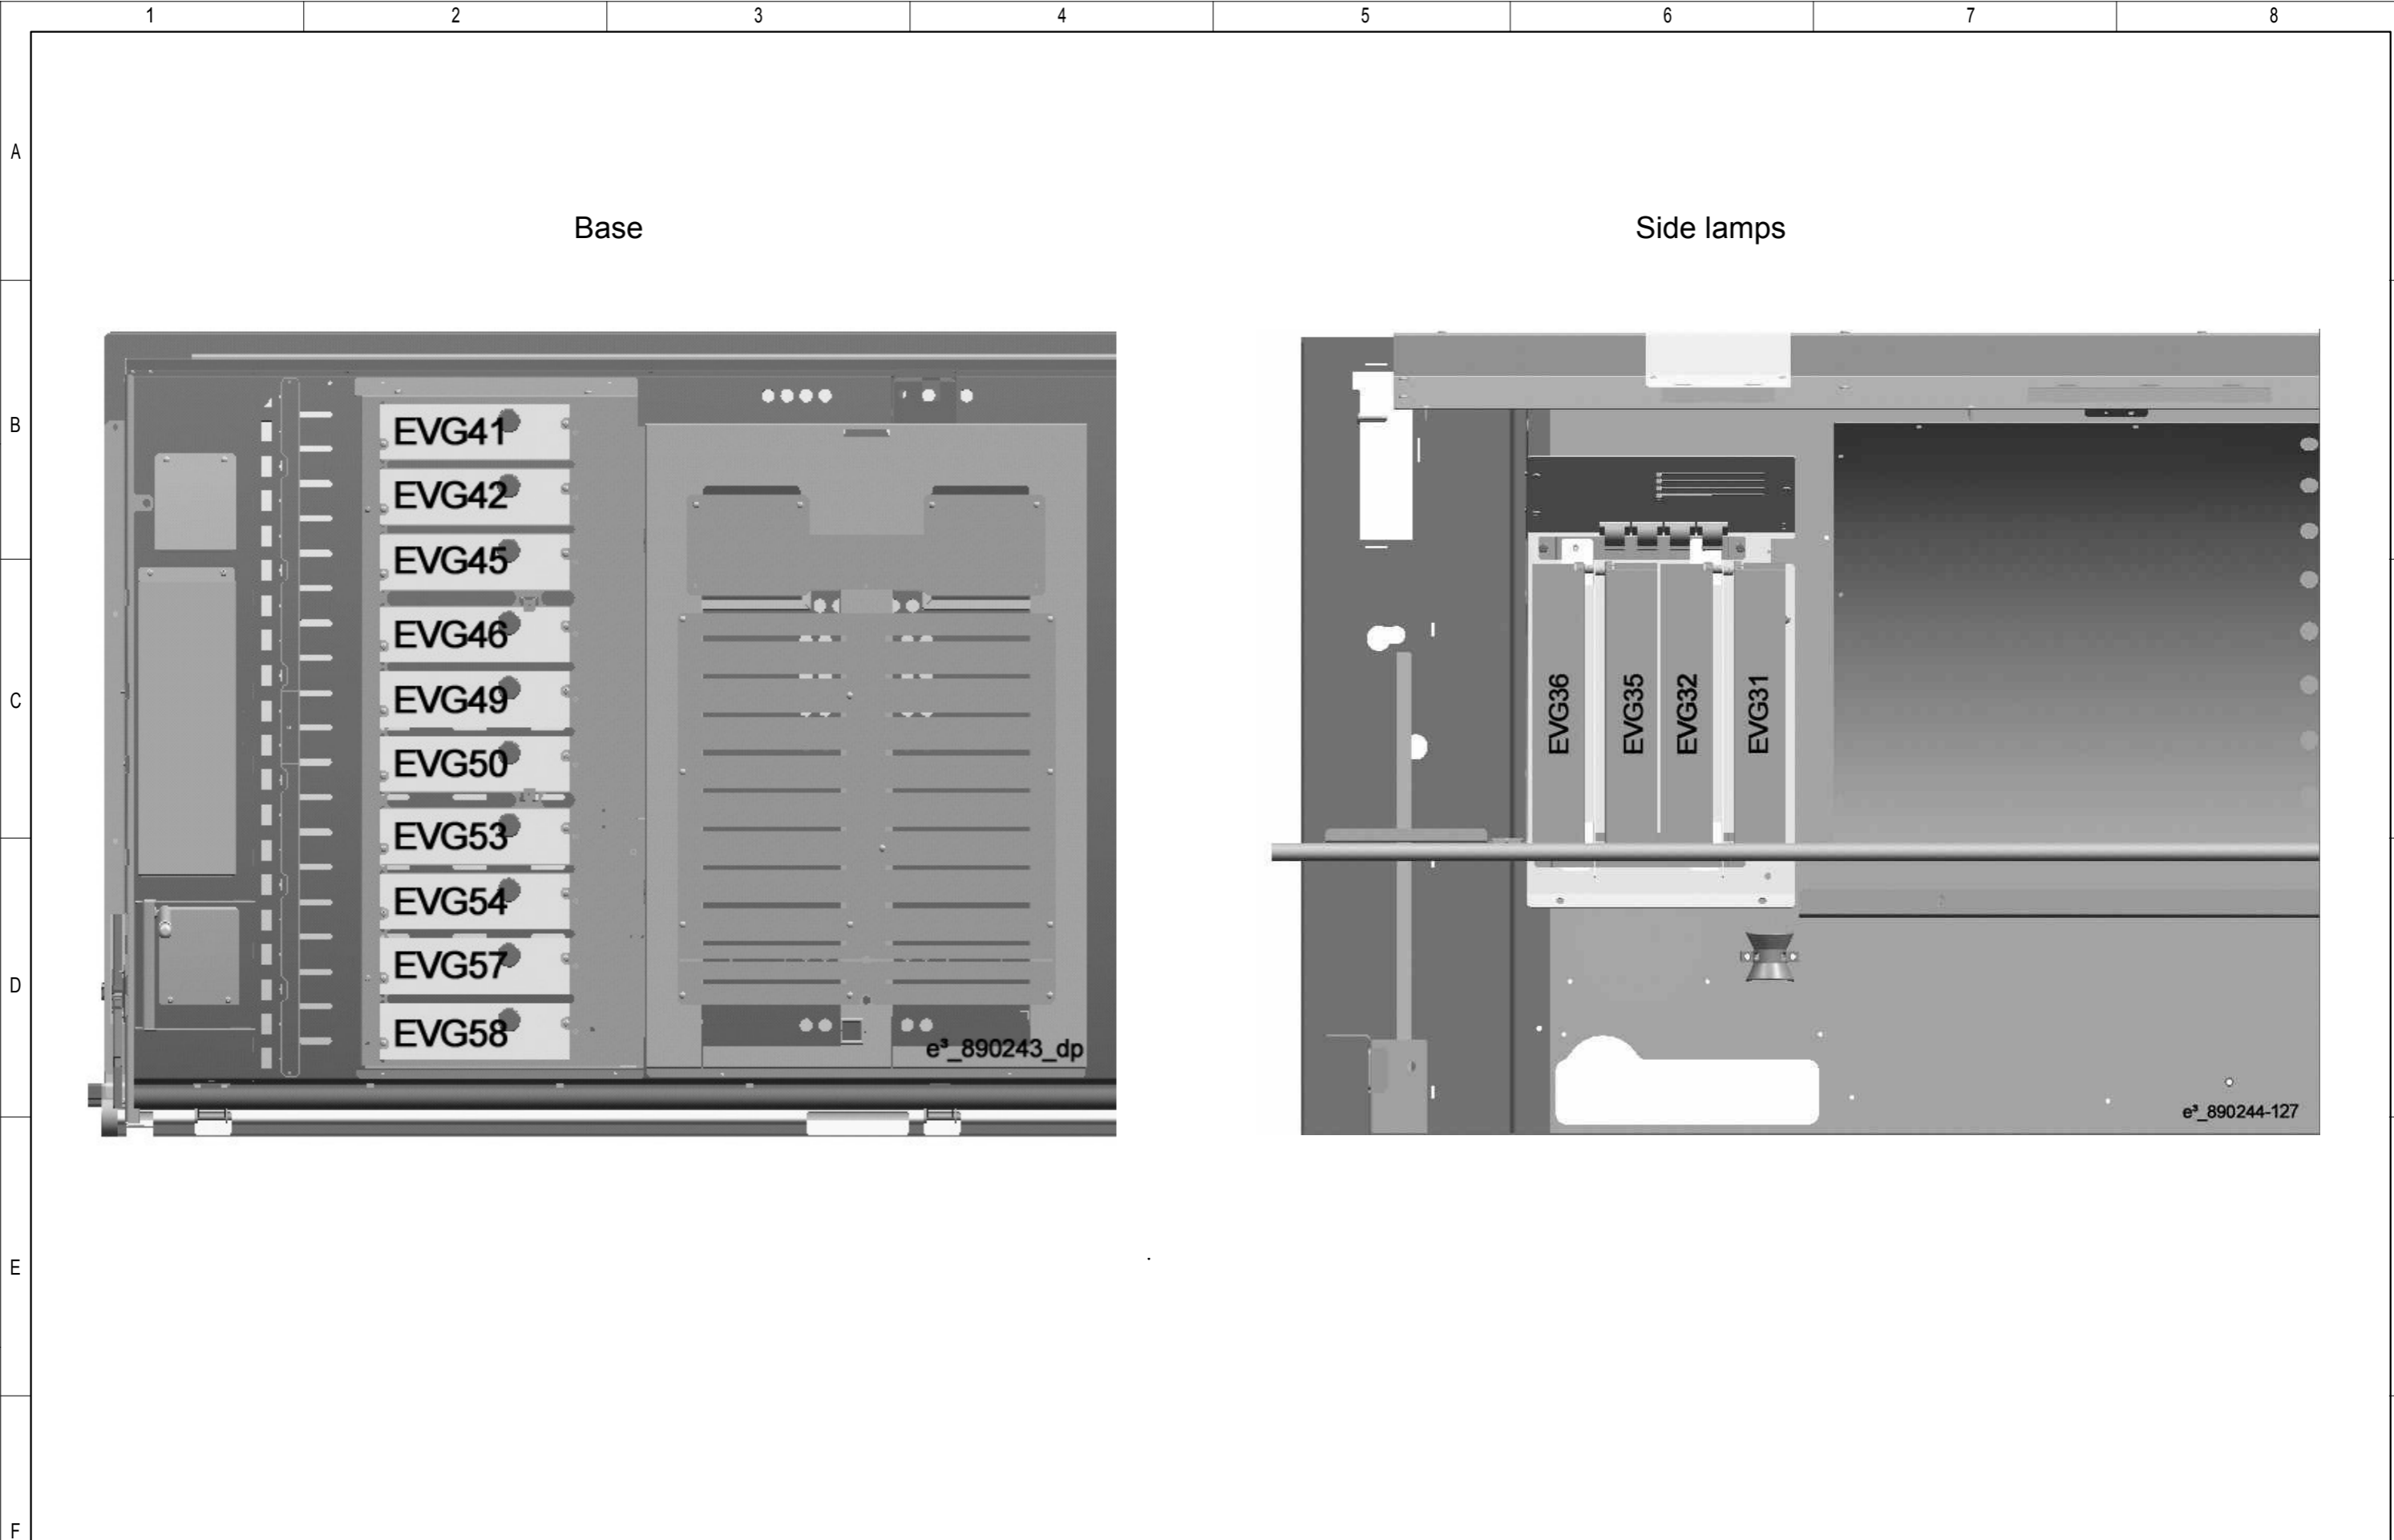 1 2 3 4 5 6 7 8
A
Base Side lamps
B
EVG41
EVG42
EVG45
EVG46
EVG49
EVG50
EVG53
EVG54
EVG57
EVG58
e³_890243_dp
EVG36
EVG35
EVG32
EVG31
e³_890244-127
C
D
E
F